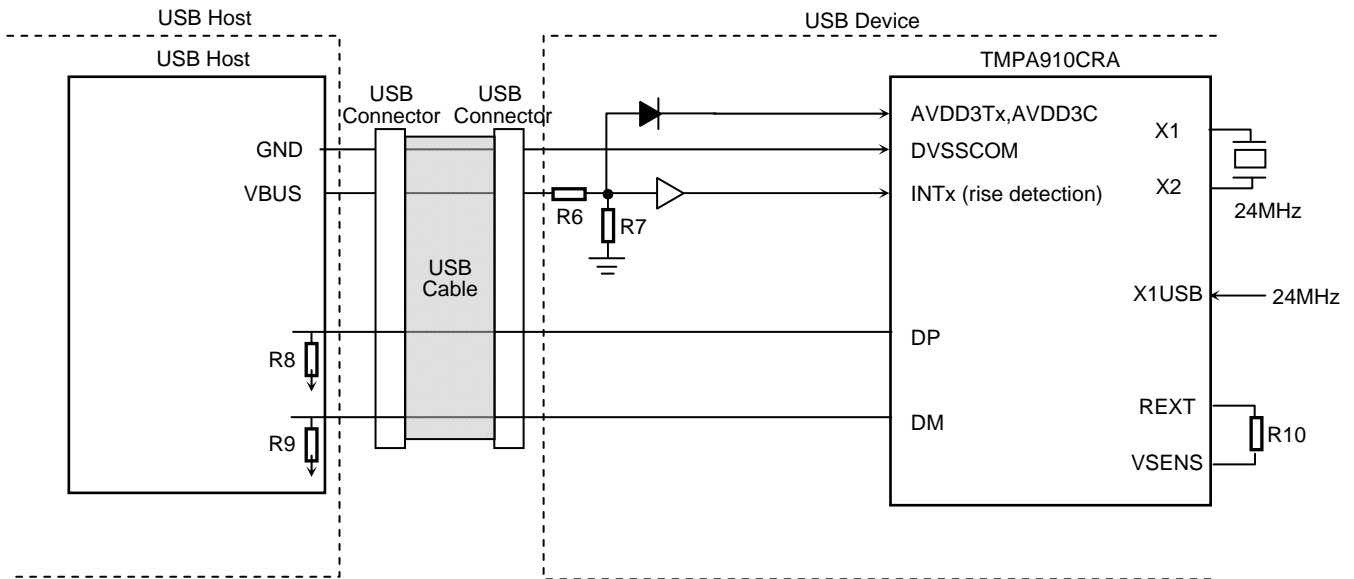 USB Host
USB Device
USB Host
TMPA910CRA
USB
Connector
USB
Connector
AVDD3Tx,AVDD3C
X1
GND
DVSSCOM
VBUS
INTx (rise detection)
X2
R6
R7
24MHz
USB
Cable
X1USB
24MHz
DP
R8
REXT
DM
R9
R10
VSENS